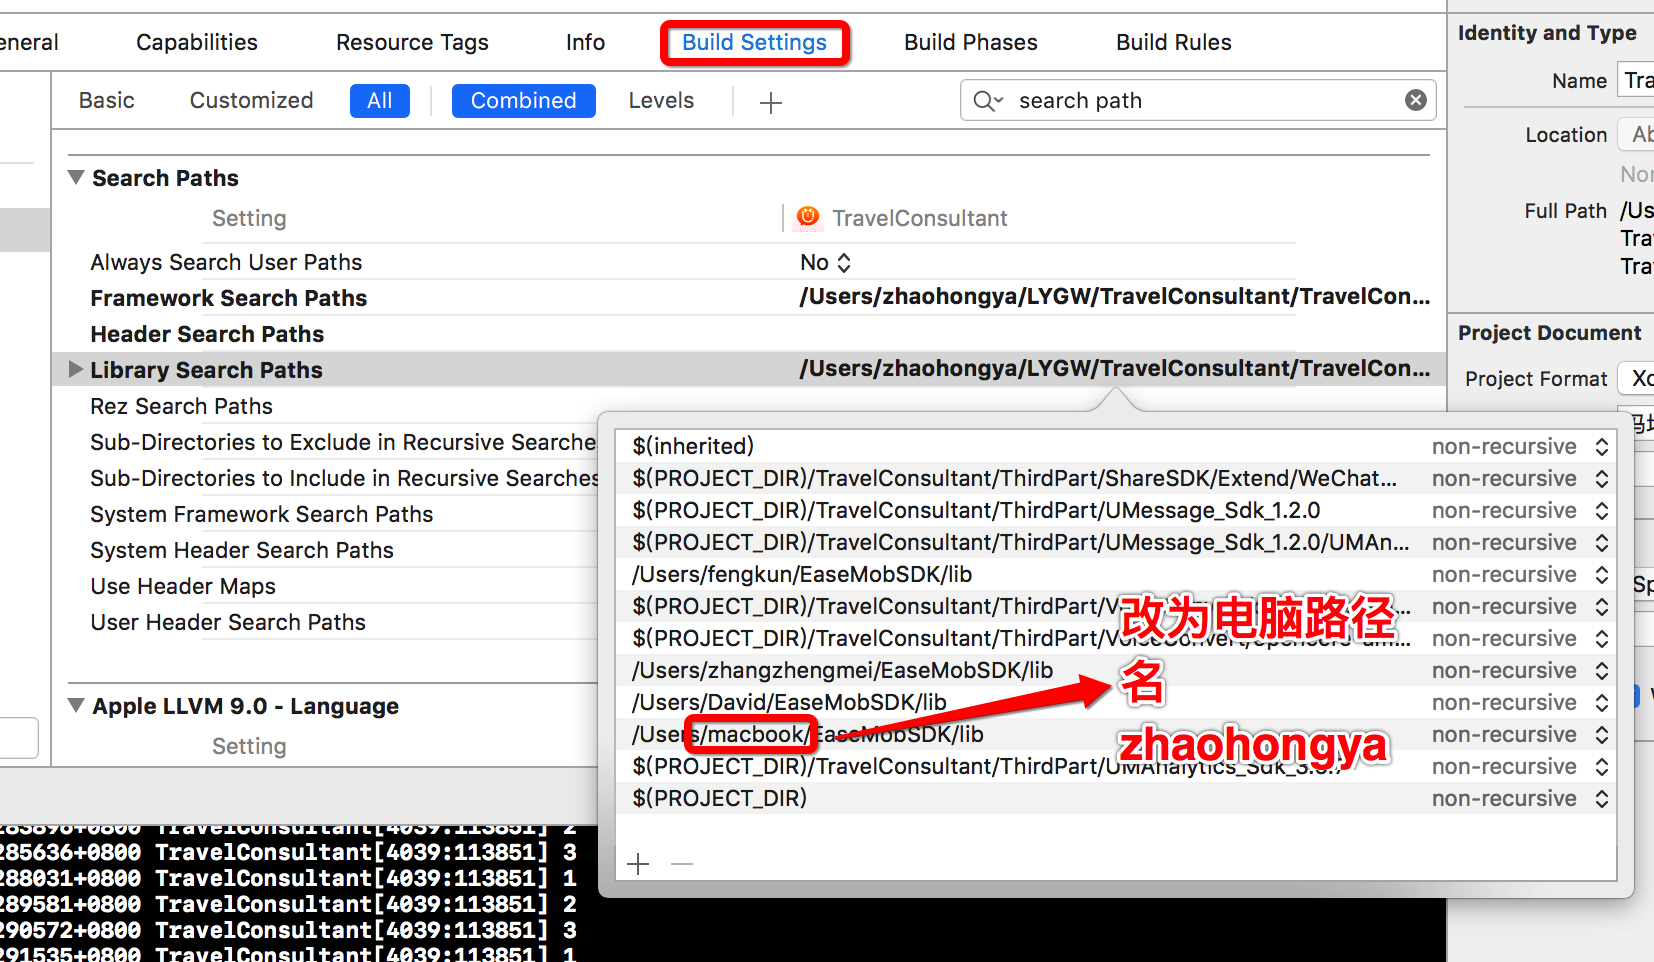 eneral Capabilities Resource Tags Info Build Settings Build Phases Build Rules
Basic Customized All Combined Levels search path
Search Paths
Setting TravelConsultant
Always Search User Paths No
Framework Search Paths /Users/zhaohongya/LYGW/TravelConsultant/TravelCon...
Header Search Paths
Library Search Paths /Users/zhaohongya/LYGW/TravelConsultant/TravelCon...
Rez Search Paths
Sub-Directories to Exclude in Recursive Searche
Sub-Directories to Include in Recursive Searches
System Framework Search Paths
System Header Search Paths
Use Header Maps
User Header Search Paths
Apple LLVM 9.0 - Language
Setting
$(inherited) non-recursive
$(PROJECT_DIR)/TravelConsultant/ThirdPart/ShareSDK/Extend/WeChat... non-recursive
$(PROJECT_DIR)/TravelConsultant/ThirdPart/UMessage_Sdk_1.2.0 non-recursive
$(PROJECT_DIR)/TravelConsultant/ThirdPart/UMessage_Sdk_1.2.0/UMAn... non-recursive
/Users/fengkun/EaseMobSDK/lib non-recursive
$(PROJECT_DIR)/TravelConsultant/ThirdPart/V... non-recursive
$(PROJECT_DIR)/TravelConsultant/ThirdPart/VoiceConvert/opencore-am... non-recursive
/Users/zhangzhengmei/EaseMobSDK/lib non-recursive
/Users/David/EaseMobSDK/lib non-recursive
/Users/macbook/EaseMobSDK/lib non-recursive
$(PROJECT_DIR)/TravelConsultant/ThirdPart/UMAnalytics_Sdk_3.6.7 non-recursive
$(PROJECT_DIR) non-recursive
改为电脑路径
名
zhaohongya
283896+0800 TravelConsultant[4039:113851] 2
285636+0800 TravelConsultant[4039:113851] 3
288031+0800 TravelConsultant[4039:113851] 1
289581+0800 TravelConsultant[4039:113851] 2
290572+0800 TravelConsultant[4039:113851] 3
291535+0800 TravelConsultant[4039:113851] 1
Identity and Type
Name Tra
Location Ab
Nor
Full Path /Us
Tra
Tra
Project Document
Project Format Xc
Sp